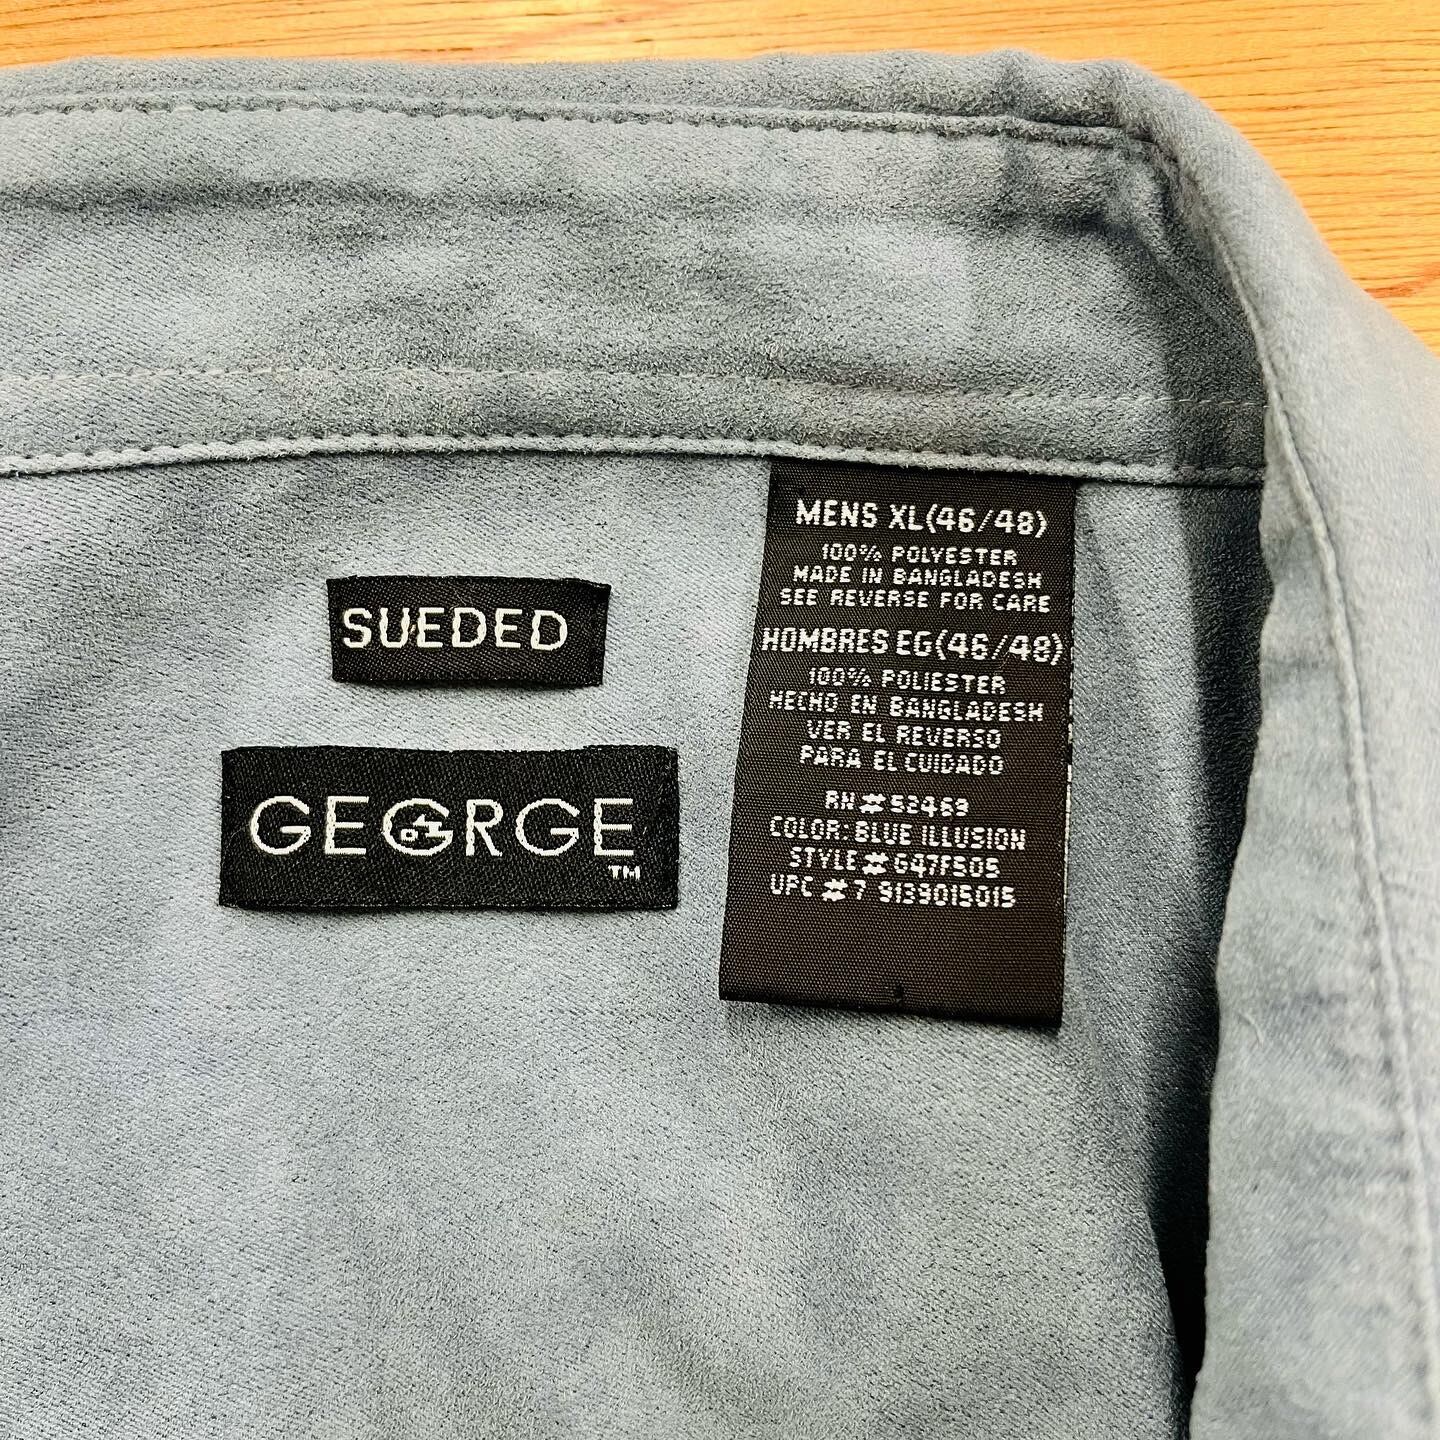 SUEDED
GEORGE
TM
MENS XL(46/48)
100% POLYESTER
MADE IN BANGLADESH
SEE REVERSE FOR CARE
HOMBRES EG(46/48)
100% POLIESTER
HECHO EN BANGLADESH
VER EL REVERSO
PARA EL CUIDADO
RN#52469
COLOR: BLUE ILLUSION
STYLE#G47F505
UPC #7 9139015015